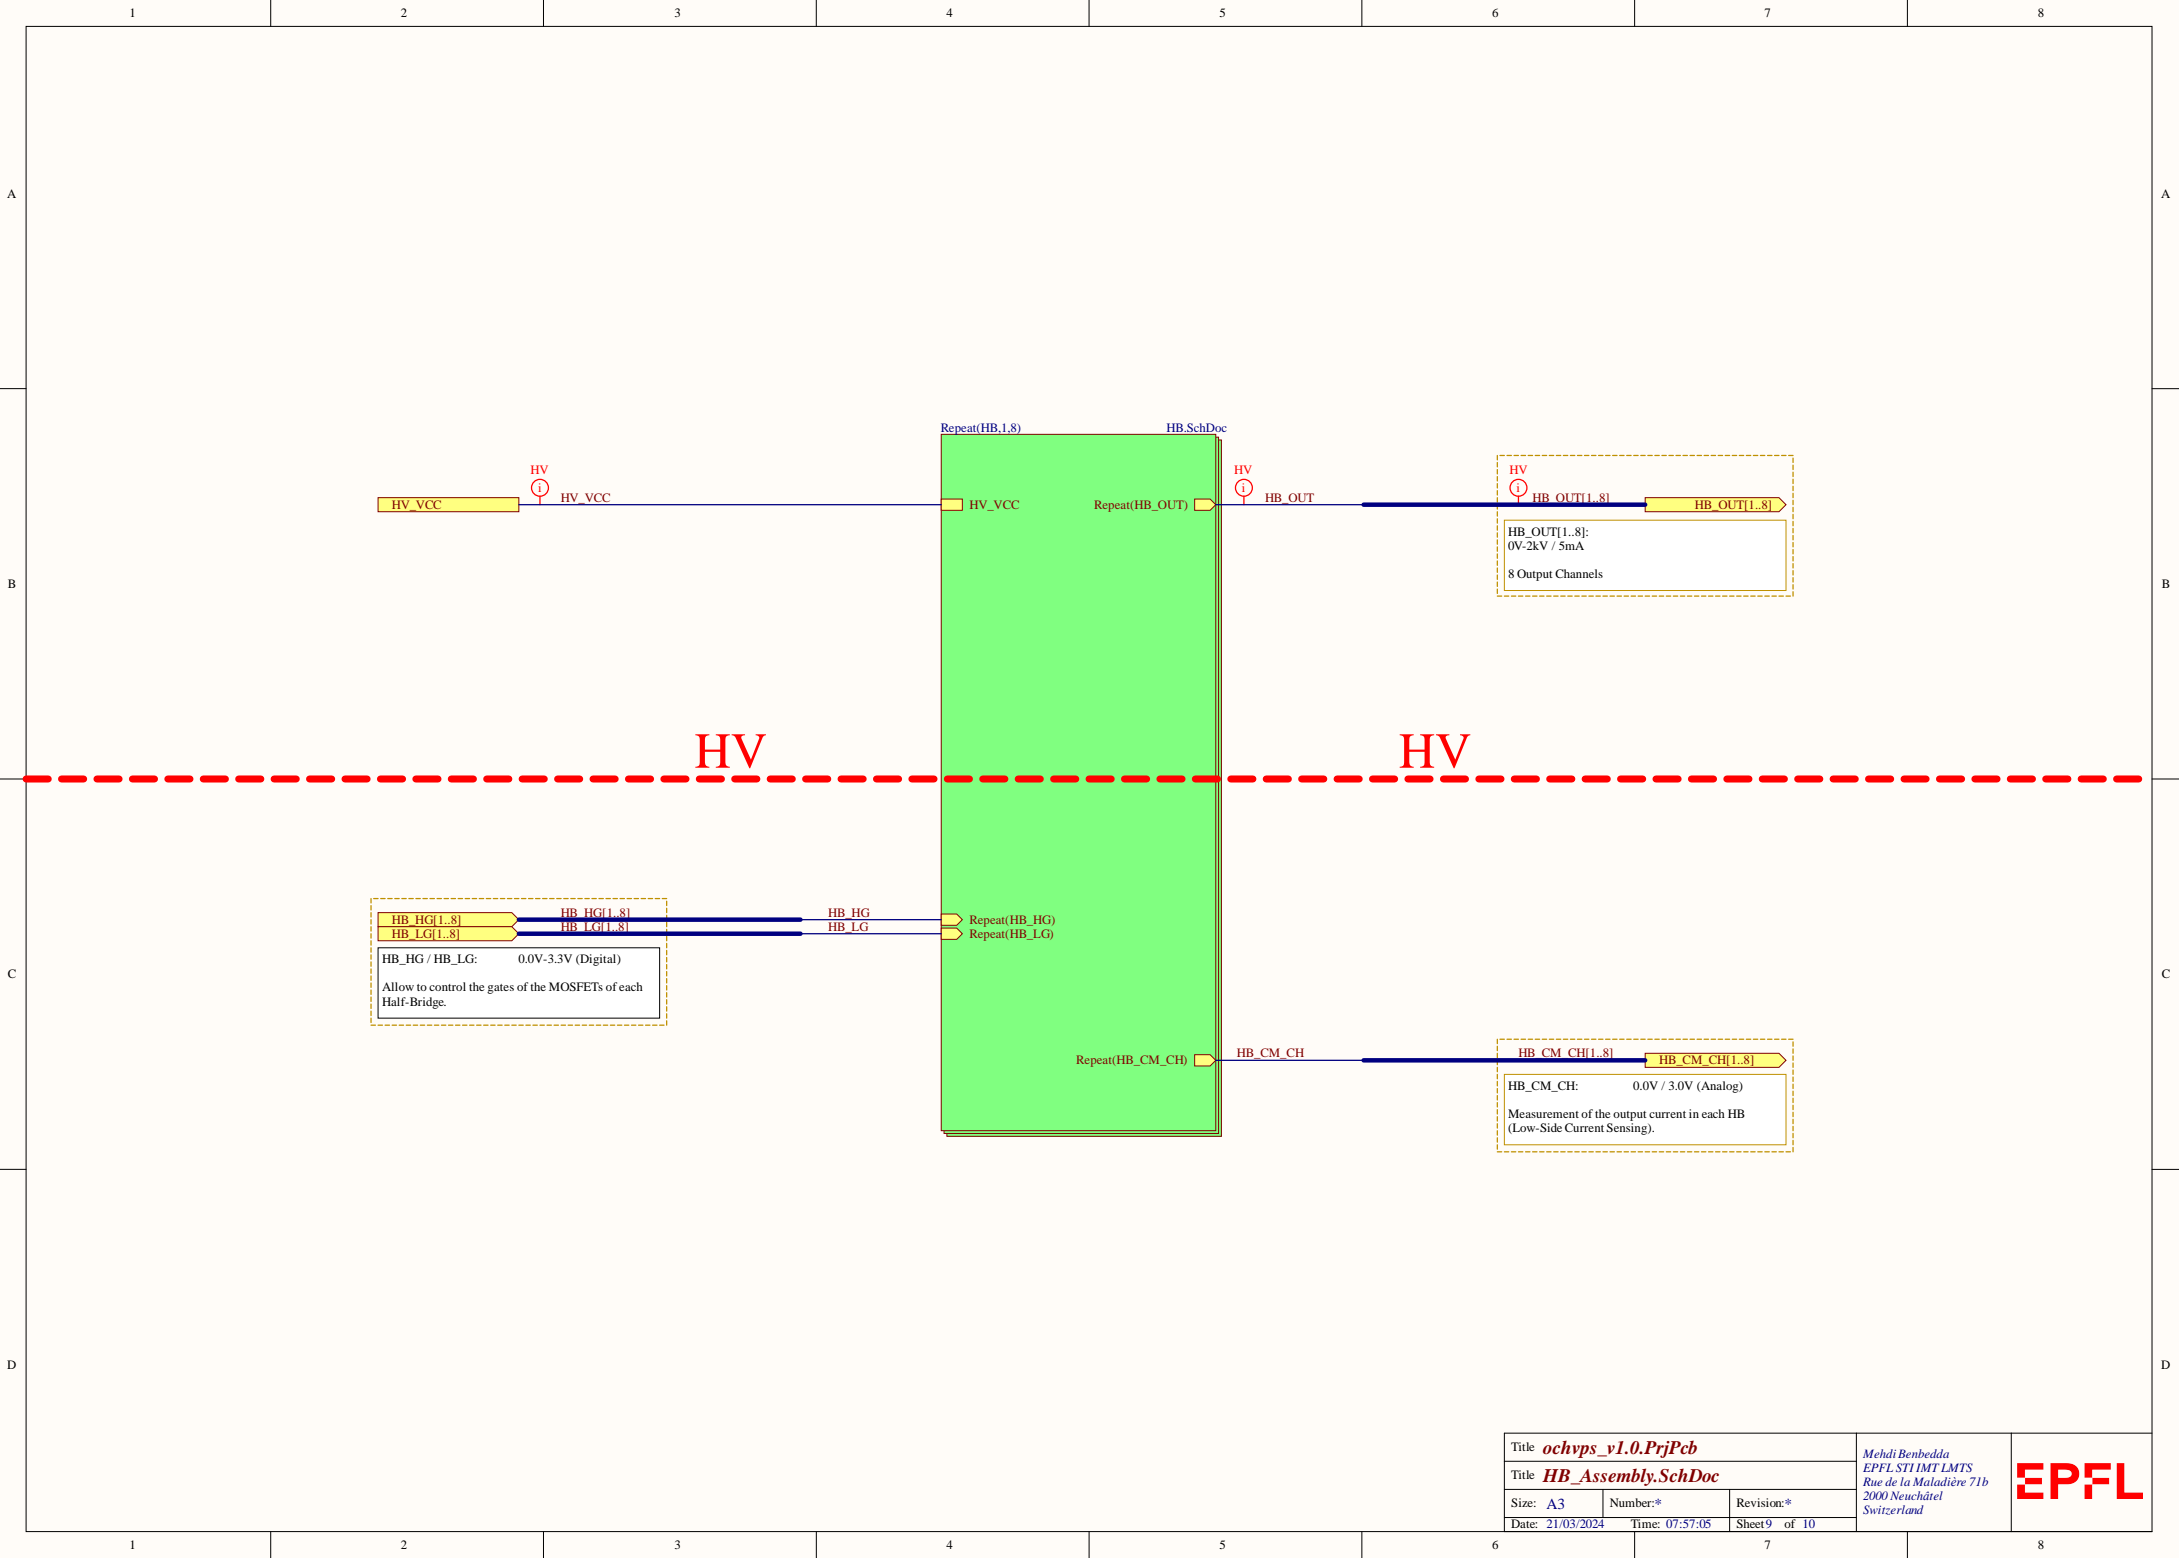 1 2 3 4 5 6 7 8
A A
Repeat(HB,1,8) HB.SchDoc
HV HV HV
HV_VCC HV_VCC HV_VCC Repeat(HB_OUT) HB_OUT HB_OUT[1..8] HB_OUT[1..8]
HB_OUT[1..8]:
0V-2kV / 5mA
8 Output Channels
B B
HV HV
HB_HG[1..8] HB_HG[1..8] HB_HG Repeat(HB_HG)
HB_LG[1..8] HB_LG[1..8] HB_LG Repeat(HB_LG)
HB_HG / HB_LG: 0.0V-3.3V (Digital)
Allow to control the gates of the MOSFETs of each
Half-Bridge.
C C
Repeat(HB_CM_CH) HB_CM_CH HB_CM_CH[1..8] HB_CM_CH[1..8]
HB_CM_CH: 0.0V / 3.0V (Analog)
Measurement of the output current in each HB
(Low-Side Current Sensing).
D D
Title ochvps_v1.0.PrjPcb
Title HB_Assembly.SchDoc
Size: A3 Number:* Revision:*
Date: 21/03/2024 Time: 07:57:05 Sheet 9 of 10
Mehdi Benbedda
EPFL STI IMT LMTS
Rue de la Maladière 71b
2000 Neuchâtel
Switzerland
EPFL
1 2 3 4 5 6 7 8